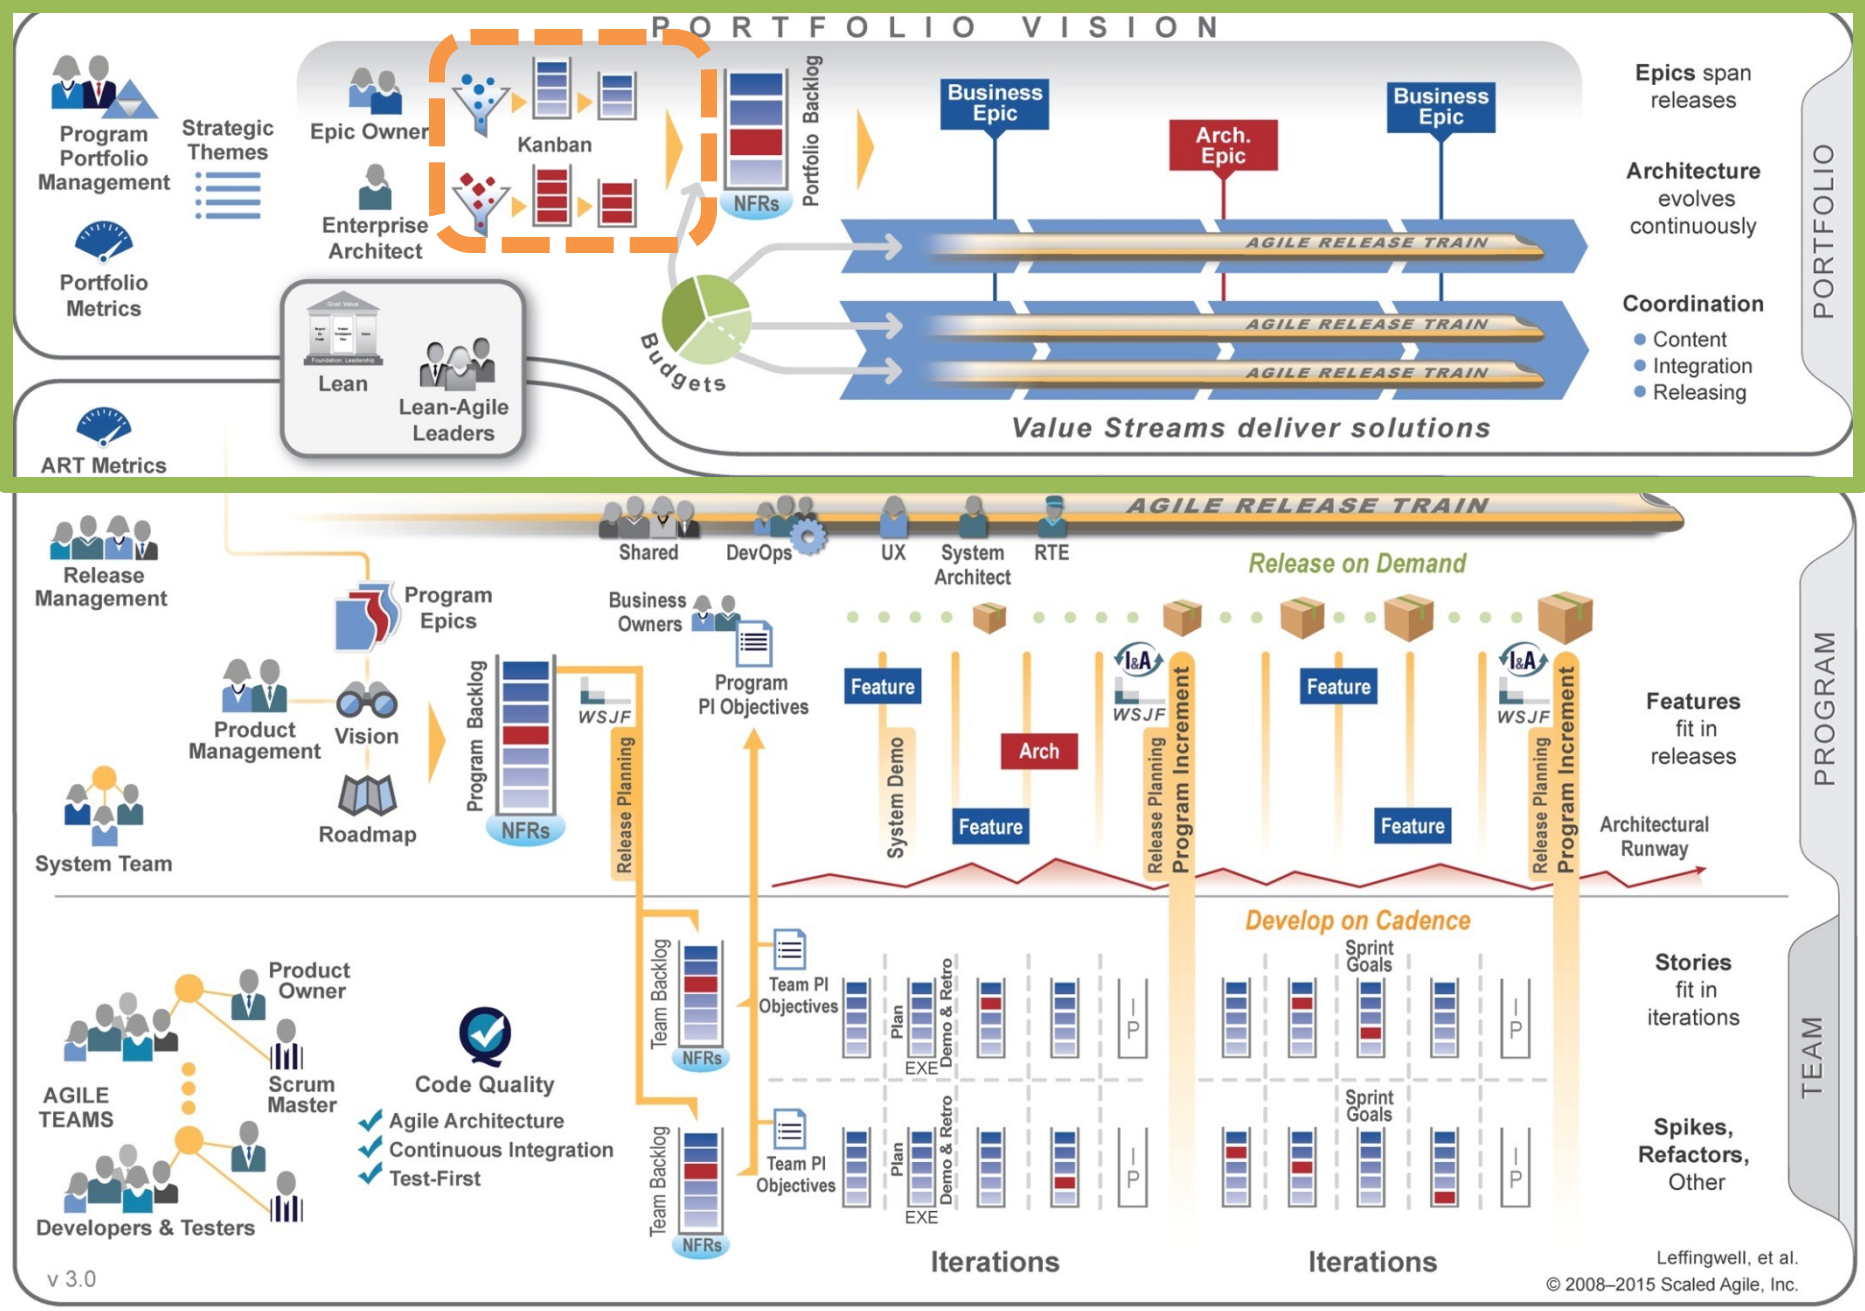 PORTFOLIO VISION
Program
Portfolio
Management
Strategic
Themes
Portfolio
Metrics
Epic Owner
Enterprise
Architect
Kanban
Portfolio Backlog
NFRs
Business
Epic
Arch.
Epic
Business
Epic
AGILE RELEASE TRAIN
AGILE RELEASE TRAIN
AGILE RELEASE TRAIN
Budgets
Value Streams deliver solutions
Epics span
releases
Architecture
evolves
continuously
Coordination
Content
Integration
Releasing
PORTFOLIO
Goal: Value
Foundation: Leadership
Lean
Lean-Agile
Leaders
ART Metrics
AGILE RELEASE TRAIN
Release
Management
Shared
DevOps
UX
System
Architect
RTE
Release on Demand
Program
Epics
Business
Owners
Program
PI Objectives
Product
Management
Vision
Roadmap
System Team
Program Backlog
NFRs
WSJF
Release Planning
Feature
System Demo
Feature
Arch
I&A
WSJF
Release Planning
Program Increment
Feature
Feature
I&A
WSJF
Release Planning
Program Increment
Features
fit in
releases
Architectural
Runway
PROGRAM
Develop on Cadence
Product
Owner
Scrum
Master
AGILE
TEAMS
Developers & Testers
Code Quality
Agile Architecture
Continuous Integration
Test-First
Team Backlog
NFRs
Team PI
Objectives
Plan
EXE
Demo & Retro
I
P
Sprint
Goals
I
P
Team Backlog
NFRs
Team PI
Objectives
Plan
EXE
Demo & Retro
I
P
Sprint
Goals
I
P
Iterations
Iterations
Stories
fit in
iterations
Spikes,
Refactors,
Other
TEAM
v 3.0
Leffingwell, et al.
© 2008–2015 Scaled Agile, Inc.